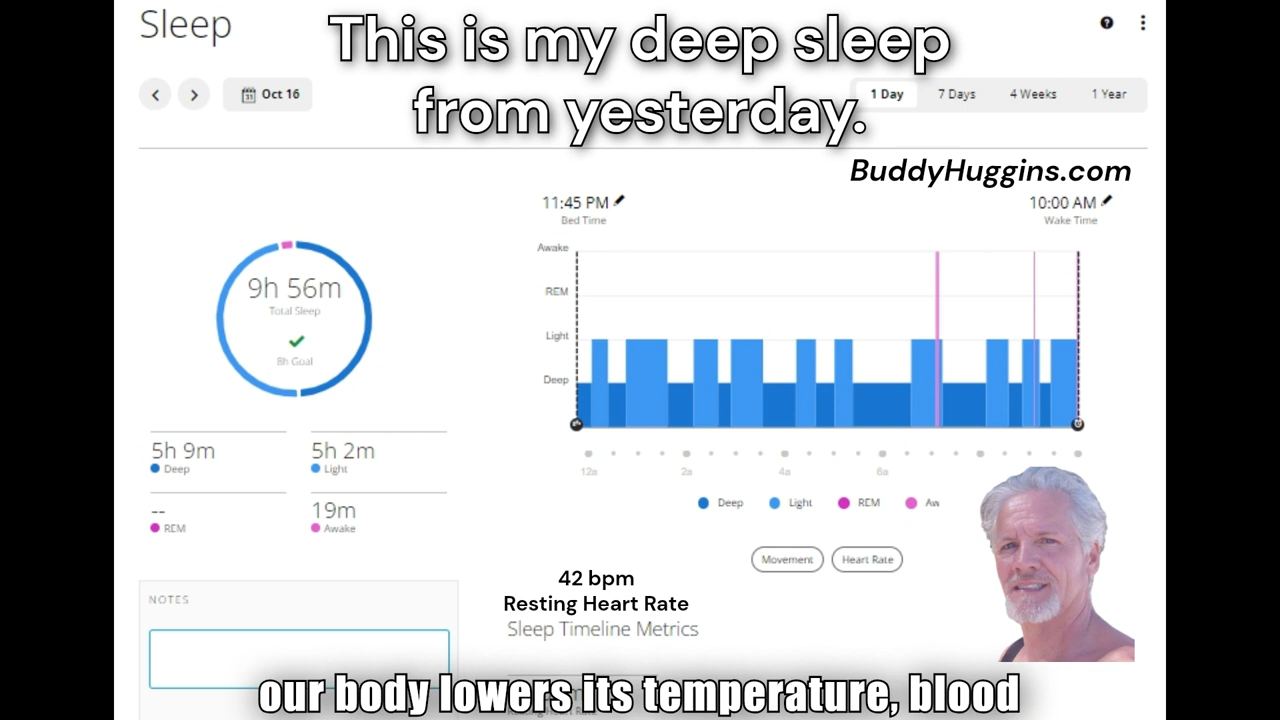 Sleep
This is my deep sleep
from yesterday.
Oct 16
1 Day 7 Days 4 Weeks 1 Year
BuddyHuggins.com
11:45 PM
Bed Time
10:00 AM
Wake Time
9h 56m
Total Sleep
8h Goal
Awake
REM
Light
Deep
12a 2a 4a 6a
Deep Light REM Aw
5h 9m
Deep
5h 2m
Light
--
REM
19m
Awake
Movement Heart Rate
NOTES
42 bpm
Resting Heart Rate
Sleep Timeline Metrics
our body lowers its temperature, blood